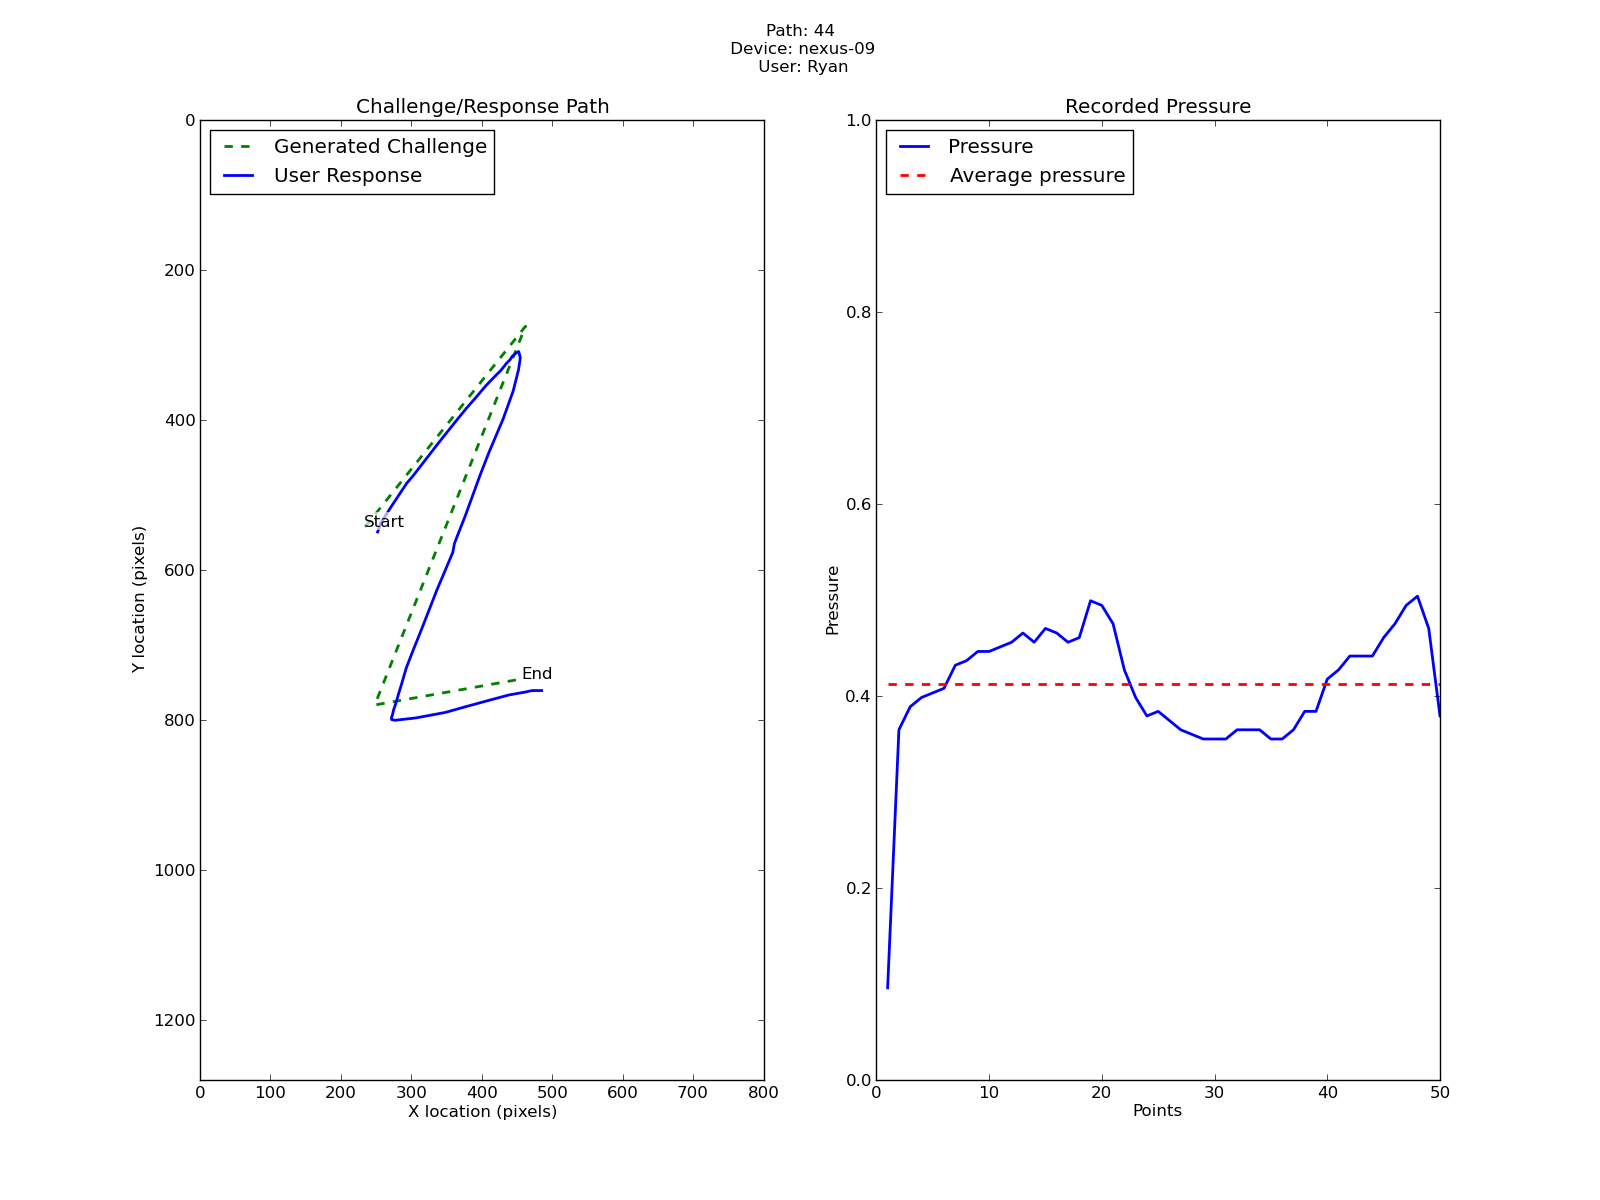 Path: 44
Device: nexus-09
User: Ryan
Challenge/Response Path
Generated Challenge
User Response
0
200
400
600
800
1000
1200
Y location (pixels)
Start
End
0 100 200 300 400 500 600 700 800
X location (pixels)
Recorded Pressure
Pressure
Average pressure
1.0
0.8
0.6
0.4
0.2
0.0
Pressure
0 10 20 30 40 50
Points